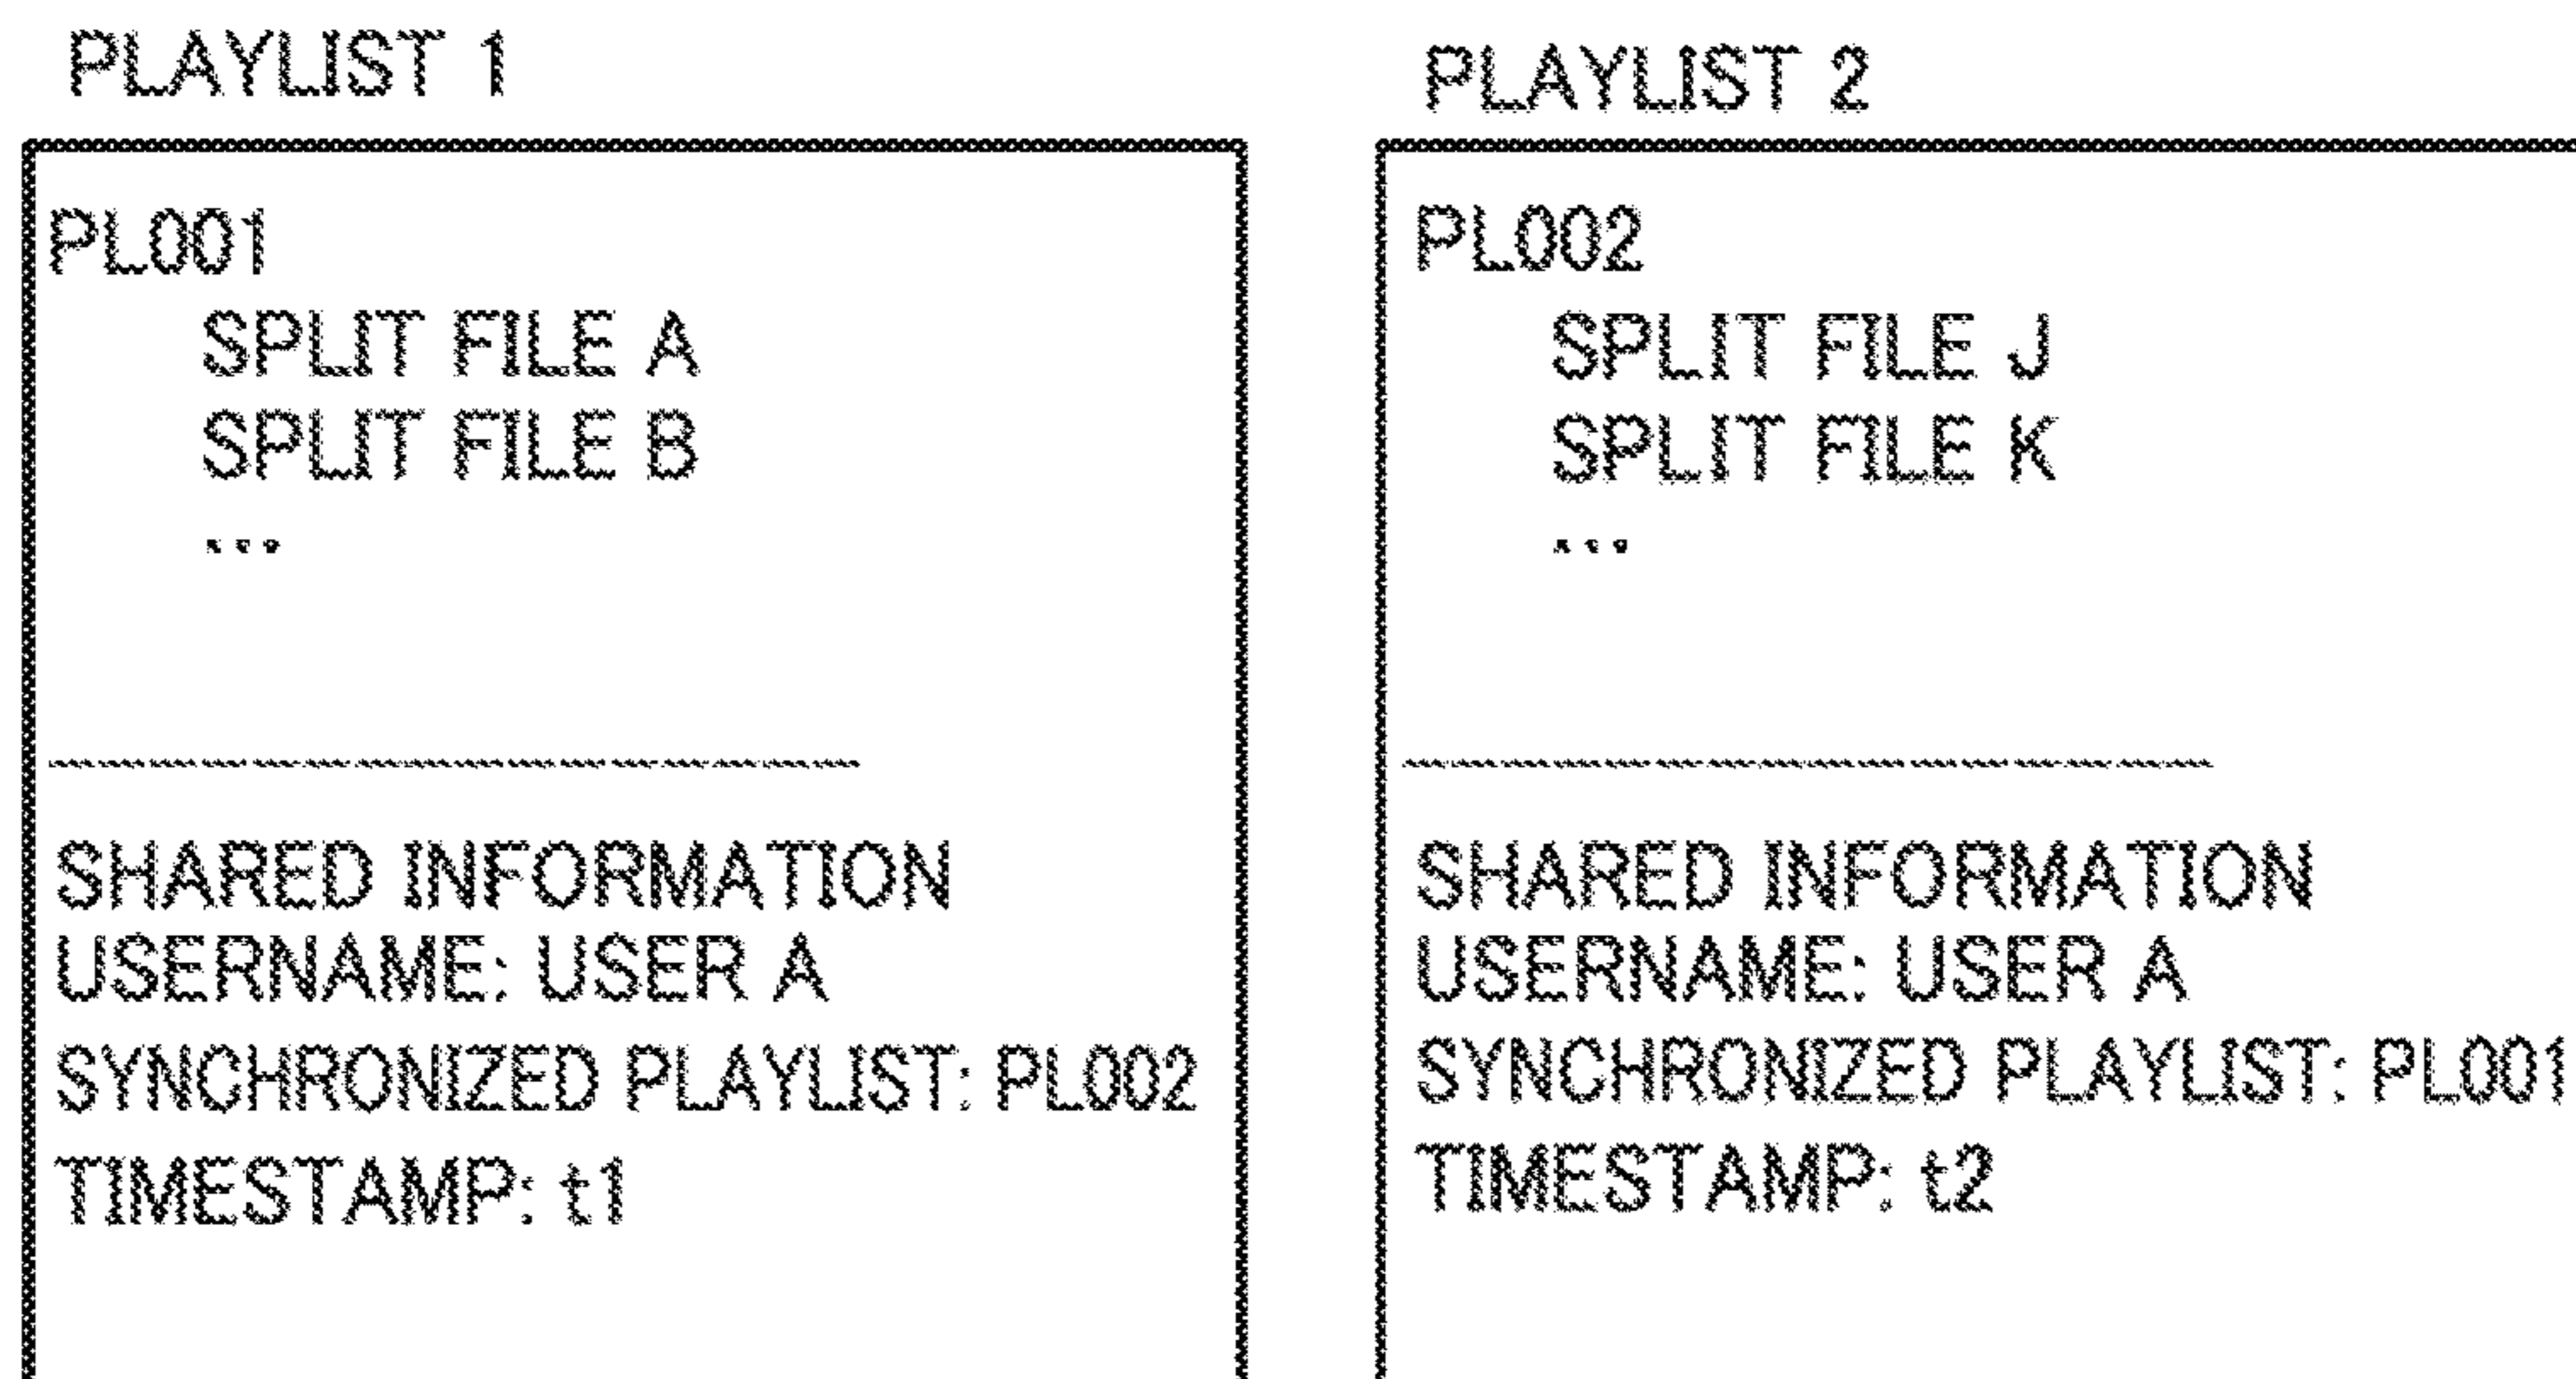 PLAYLIST 1
PL001
SPLIT FILE A
SPLIT FILE B
...
SHARED INFORMATION
USERNAME: USER A
SYNCHRONIZED PLAYLIST: PL002
TIMESTAMP: t1
PLAYLIST 2
PL002
SPLIT FILE J
SPLIT FILE K
...
SHARED INFORMATION
USERNAME: USER A
SYNCHRONIZED PLAYLIST: PL001
TIMESTAMP: t2